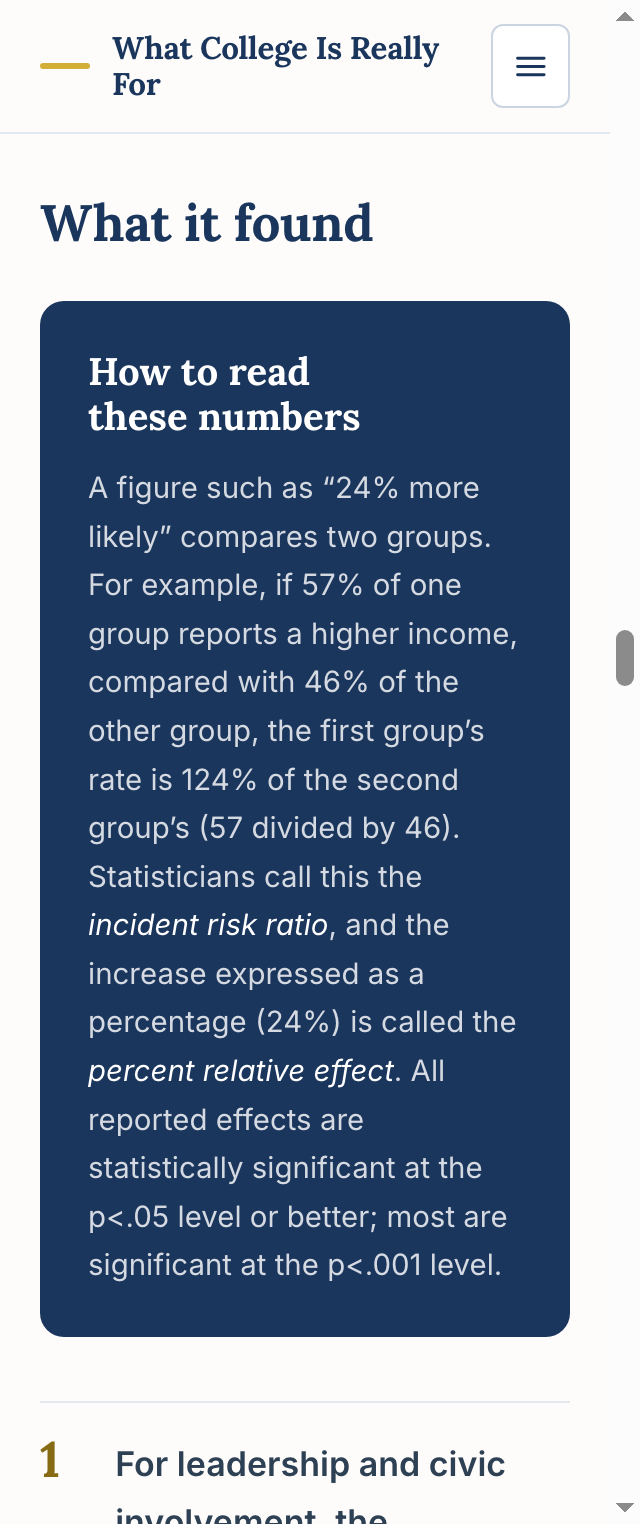 What College Is Really
For
What it found
How to read
these numbers
A figure such as “24% more
likely” compares two groups.
For example, if 57% of one
group reports a higher income,
compared with 46% of the
other group, the first group’s
rate is 124% of the second
group’s (57 divided by 46).
Statisticians call this the
incident risk ratio, and the
increase expressed as a
percentage (24%) is called the
percent relative effect. All
reported effects are
statistically significant at the
p<.05 level or better; most are
significant at the p<.001 level.
1 For leadership and civic
involvement, the